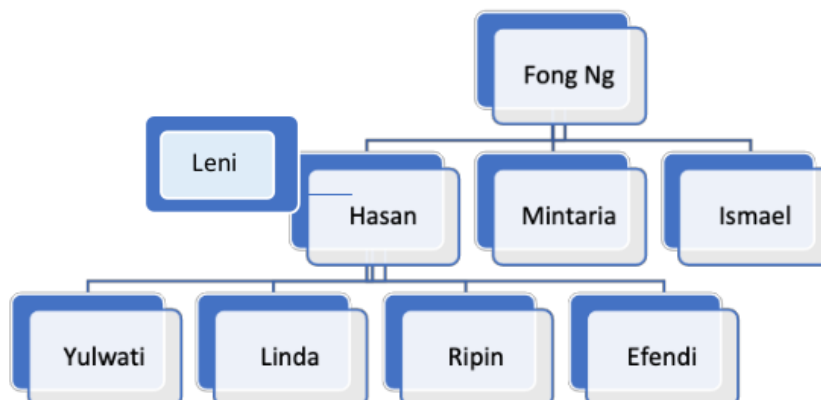 Fong Ng
Leni
Hasan
Mintaria
Ismael
Yulwati
Linda
Ripin
Efendi